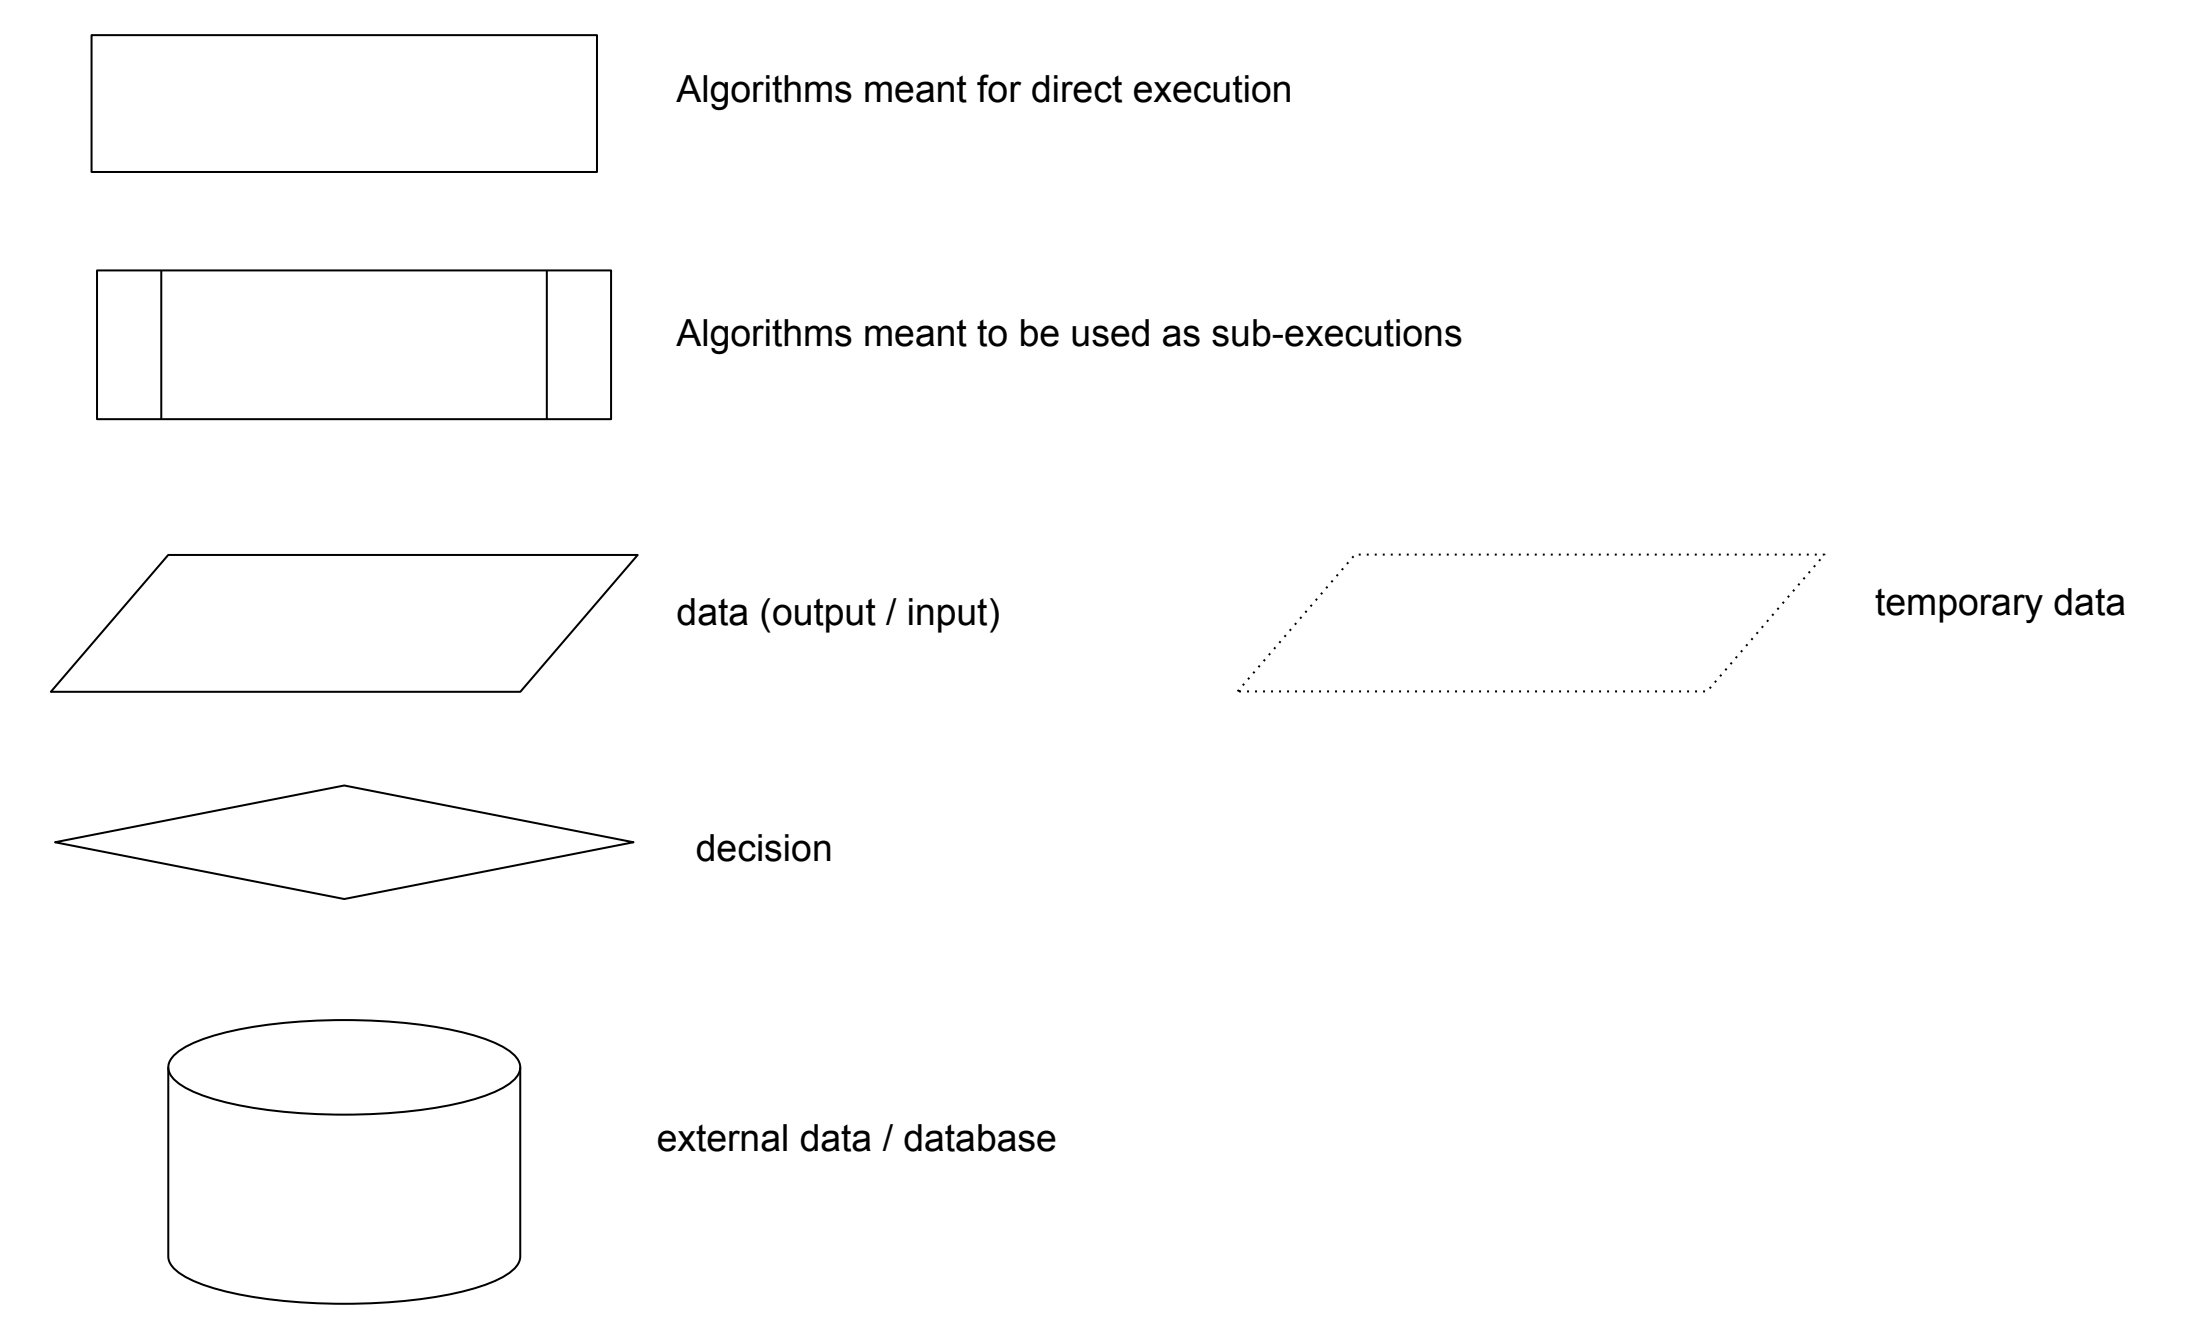 Algorithms meant for direct execution
Algorithms meant to be used as sub-executions
data (output / input)
temporary data
decision
external data / database